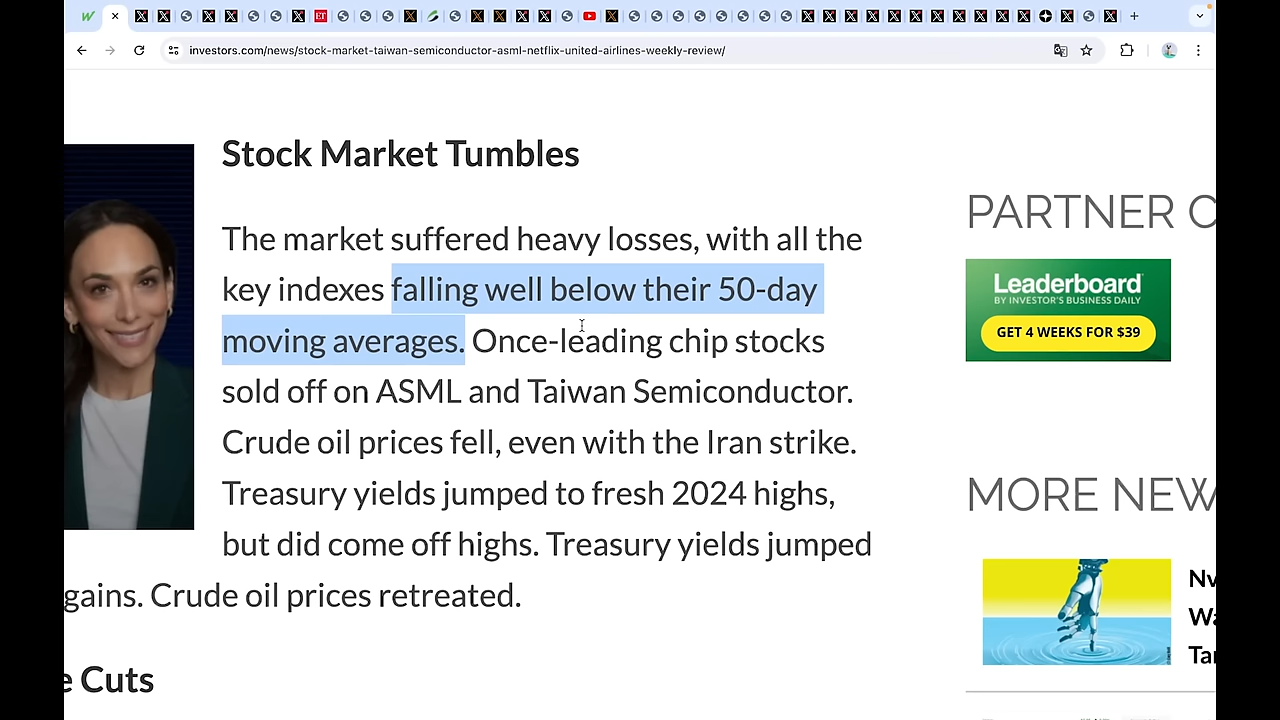 investors.com/news/stock-market-taiwan-semiconductor-asml-netflix-united-airlines-weekly-review/
Stock Market Tumbles
The market suffered heavy losses, with all the
key indexes falling well below their 50-day
moving averages. Once-leading chip stocks
sold off on ASML and Taiwan Semiconductor.
Crude oil prices fell, even with the Iran strike.
Treasury yields jumped to fresh 2024 highs,
but did come off highs. Treasury yields jumped
gains. Crude oil prices retreated.
e Cuts
PARTNER C
Leaderboard
BY INVESTOR'S BUSINESS DAILY
GET 4 WEEKS FOR $39
MORE NEW
Nv
Wa
Tar